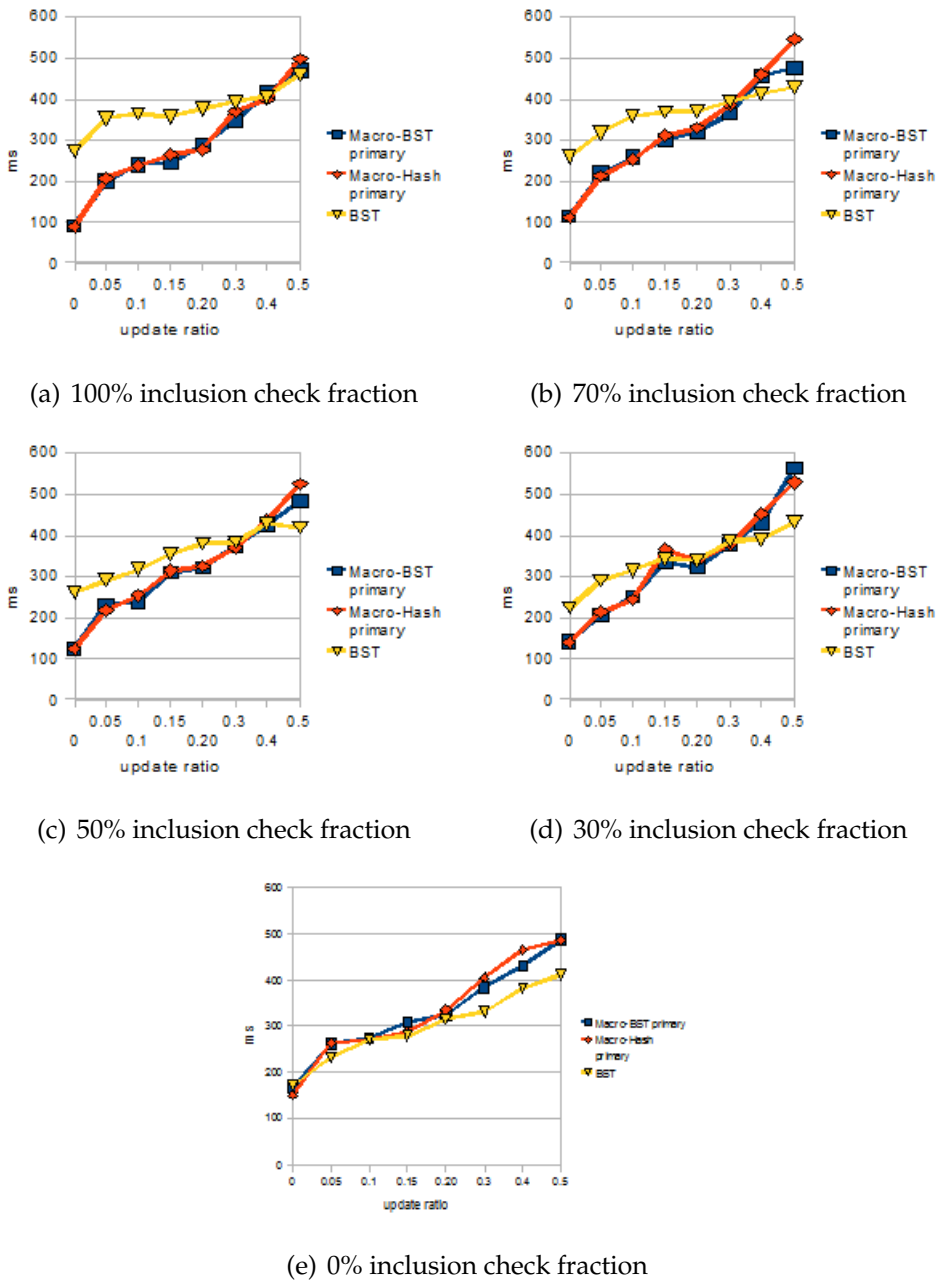 600
500
400
300
200
100
0
ms
0.05 0.15 0.3 0.5
0 0.1 0.20 0.4
update ratio
Macro-BST
primary
Macro-Hash
primary
BST
600
500
400
300
200
100
0
ms
0.05 0.15 0.3 0.5
0 0.1 0.20 0.4
update ratio
Macro-BST
primary
Macro-Hash
primary
BST
(a) 100% inclusion check fraction
(b) 70% inclusion check fraction
600
500
400
300
200
100
0
ms
0.05 0.15 0.3 0.5
0 0.1 0.20 0.4
update ratio
Macro-BST
primary
Macro-Hash
primary
BST
600
500
400
300
200
100
0
ms
0.05 0.15 0.3 0.5
0 0.1 0.20 0.4
update ratio
Macro-BST
primary
Macro-Hash
primary
BST
(c) 50% inclusion check fraction
(d) 30% inclusion check fraction
600
500
400
300
200
100
0
ms
0 0.05 0.1 0.15 0.20 0.3 0.4 0.5
update ratio
Macro-BST primary
Macro-Hash
primary
BST
(e) 0% inclusion check fraction